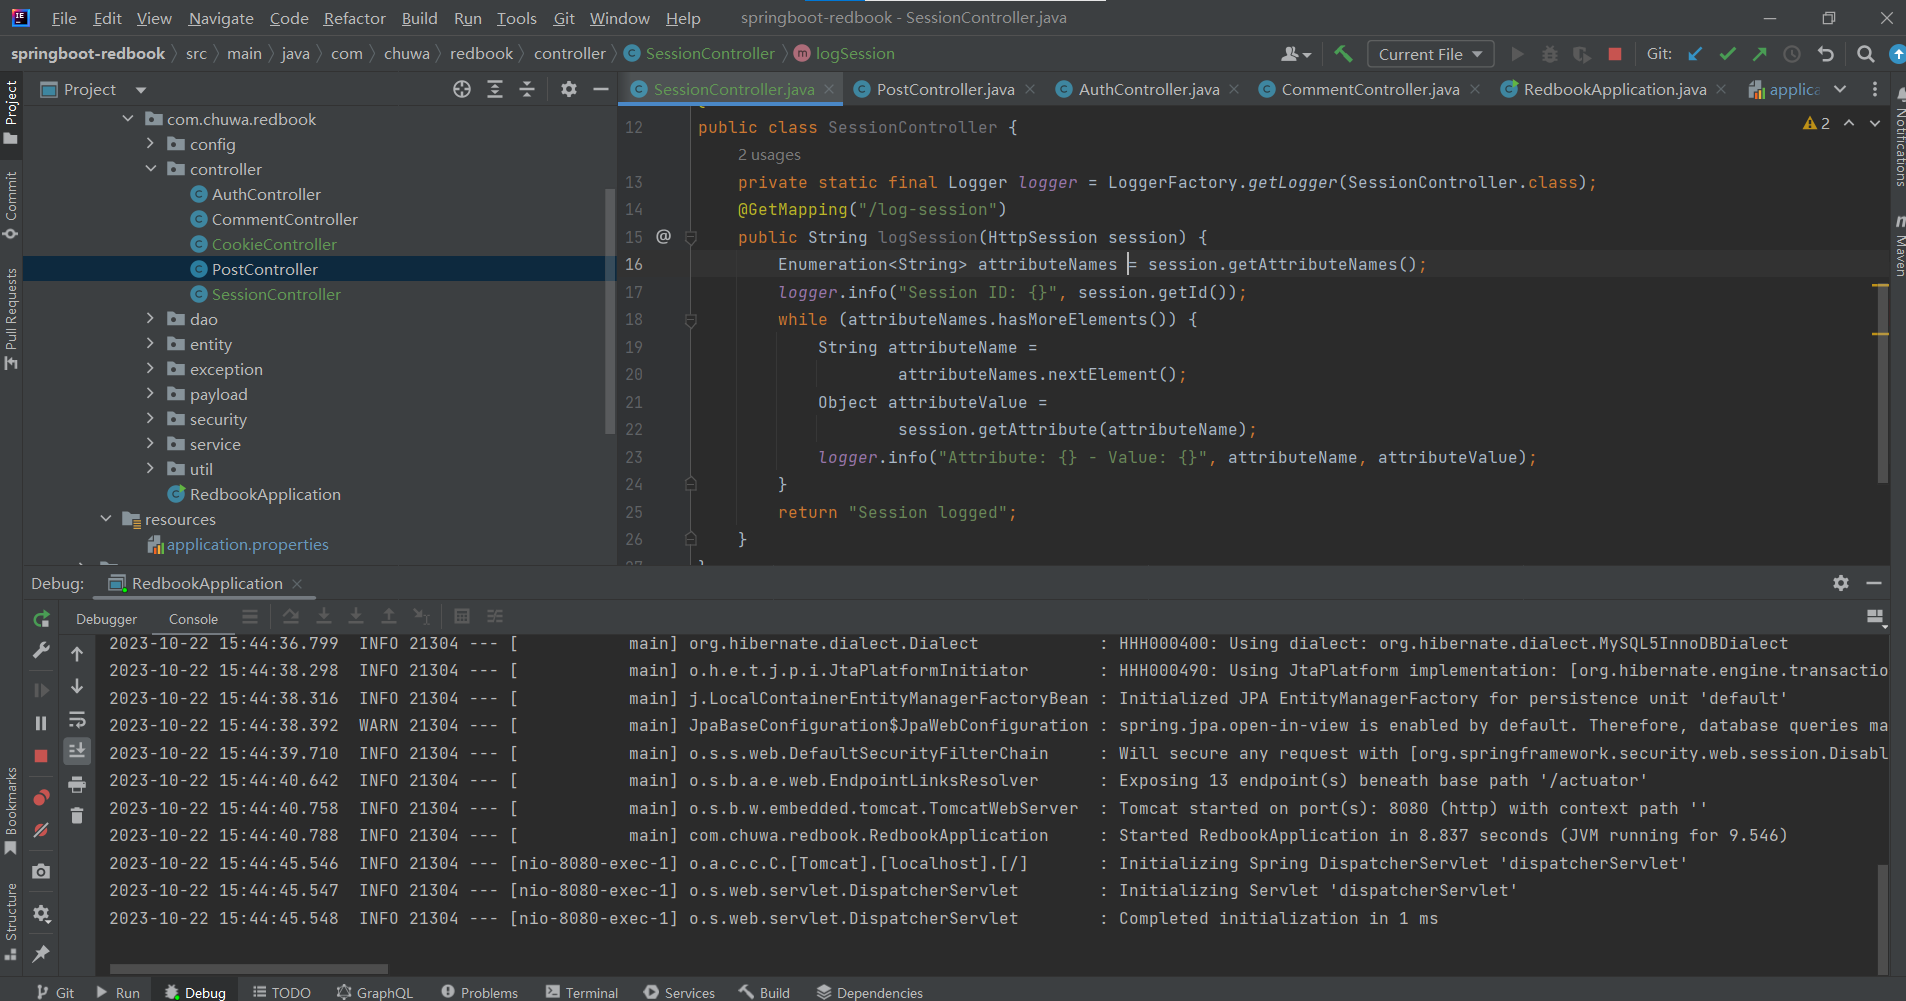 File Edit View Navigate Code Refactor Build Run Tools Git Window Help springboot-redbook - SessionController.java
springboot-redbook src main java com chuwa redbook controller SessionController logSession Current File Git:
Project
SessionController.java PostController.java AuthController.java CommentController.java RedbookApplication.java applica
Project
Commit
Pull Requests
Bookmarks
Structure
Notifications
Maven
com.chuwa.redbook
config
controller
AuthController
CommentController
CookieController
PostController
SessionController
dao
entity
exception
payload
security
service
util
RedbookApplication
resources
application.properties
2
12 public class SessionController {
2 usages
13 private static final Logger logger = LoggerFactory.getLogger(SessionController.class);
14 @GetMapping("/log-session")
15 public String logSession(HttpSession session) {
16 Enumeration<String> attributeNames = session.getAttributeNames();
17 logger.info("Session ID: {}", session.getId());
18 while (attributeNames.hasMoreElements()) {
19 String attributeName =
20 attributeNames.nextElement();
21 Object attributeValue =
22 session.getAttribute(attributeName);
23 logger.info("Attribute: {} - Value: {}", attributeName, attributeValue);
24 }
25 return "Session logged";
26 }
Debug: RedbookApplication
Debugger Console
2023-10-22 15:44:36.799 INFO 21304 --- [ main] org.hibernate.dialect.Dialect : HHH000400: Using dialect: org.hibernate.dialect.MySQL5InnoDBDialect
2023-10-22 15:44:38.298 INFO 21304 --- [ main] o.h.e.t.j.p.i.JtaPlatformInitiator : HHH000490: Using JtaPlatform implementation: [org.hibernate.engine.transactio
2023-10-22 15:44:38.316 INFO 21304 --- [ main] j.LocalContainerEntityManagerFactoryBean : Initialized JPA EntityManagerFactory for persistence unit 'default'
2023-10-22 15:44:38.392 WARN 21304 --- [ main] JpaBaseConfiguration$JpaWebConfiguration : spring.jpa.open-in-view is enabled by default. Therefore, database queries ma
2023-10-22 15:44:39.710 INFO 21304 --- [ main] o.s.s.web.DefaultSecurityFilterChain : Will secure any request with [org.springframework.security.web.session.Disabl
2023-10-22 15:44:40.642 INFO 21304 --- [ main] o.s.b.a.e.web.EndpointLinksResolver : Exposing 13 endpoint(s) beneath base path '/actuator'
2023-10-22 15:44:40.758 INFO 21304 --- [ main] o.s.b.w.embedded.tomcat.TomcatWebServer : Tomcat started on port(s): 8080 (http) with context path ''
2023-10-22 15:44:40.788 INFO 21304 --- [ main] com.chuwa.redbook.RedbookApplication : Started RedbookApplication in 8.837 seconds (JVM running for 9.546)
2023-10-22 15:44:45.546 INFO 21304 --- [nio-8080-exec-1] o.a.c.c.C.[Tomcat].[localhost].[/] : Initializing Spring DispatcherServlet 'dispatcherServlet'
2023-10-22 15:44:45.547 INFO 21304 --- [nio-8080-exec-1] o.s.web.servlet.DispatcherServlet : Initializing Servlet 'dispatcherServlet'
2023-10-22 15:44:45.548 INFO 21304 --- [nio-8080-exec-1] o.s.web.servlet.DispatcherServlet : Completed initialization in 1 ms
Git Run Debug TODO GraphQL Problems Terminal Services Build Dependencies